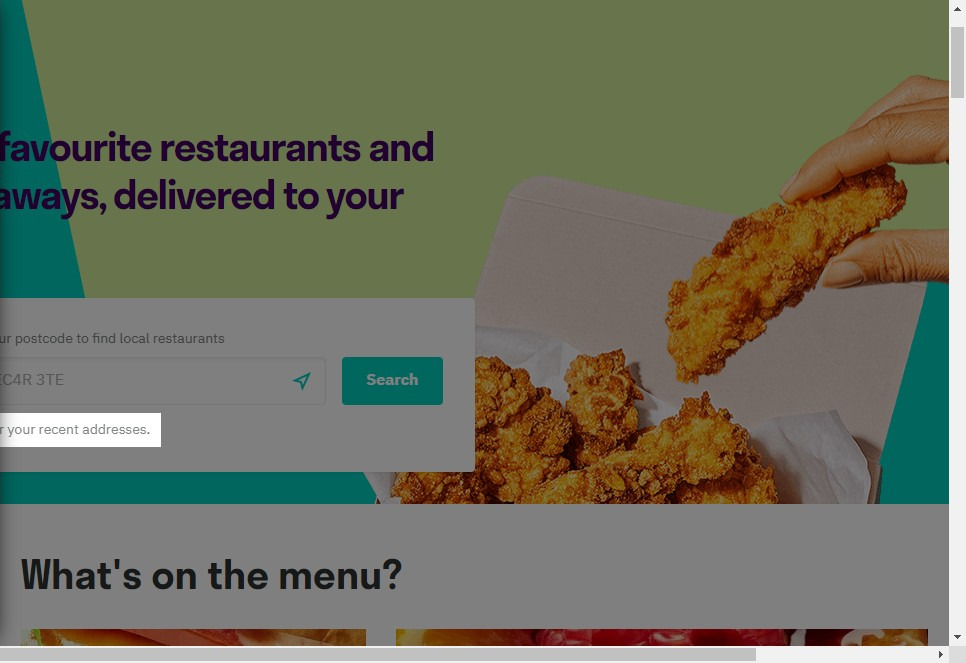 favourite restaurants and
aways, delivered to your
ur postcode to find local restaurants
EC4R 3TE
Search
r your recent addresses.
What's on the menu?